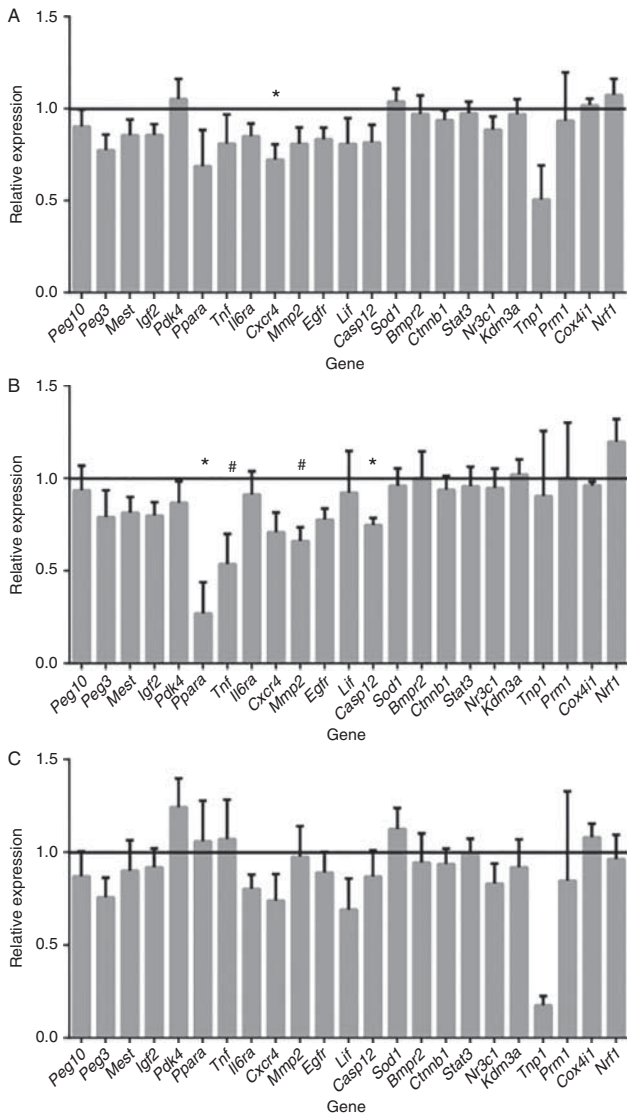 A
1.5
1.0
0.5
0.0
Relative expression
*
Peg10 Peg3 Mest Igf2 Pdk4 Ppara Tnf Il6ra Cxcr4 Mmp2 Egfr Lif Casp12 Sod1 Bmpr2 Ctnnb1 Stat3 Nr3c1 Kdm3a Tnp1 Prm1 Cox4i1 Nrf1
Gene
B
1.5
1.0
0.5
0.0
Relative expression
* # # *
Peg10 Peg3 Mest Igf2 Pdk4 Ppara Tnf Il6ra Cxcr4 Mmp2 Egfr Lif Casp12 Sod1 Bmpr2 Ctnnb1 Stat3 Nr3c1 Kdm3a Tnp1 Prm1 Cox4i1 Nrf1
Gene
C
1.5
1.0
0.5
0.0
Relative expression
Peg10 Peg3 Mest Igf2 Pdk4 Ppara Tnf Il6ra Cxcr4 Mmp2 Egfr Lif Casp12 Sod1 Bmpr2 Ctnnb1 Stat3 Nr3c1 Kdm3a Tnp1 Prm1 Cox4i1 Nrf1
Gene